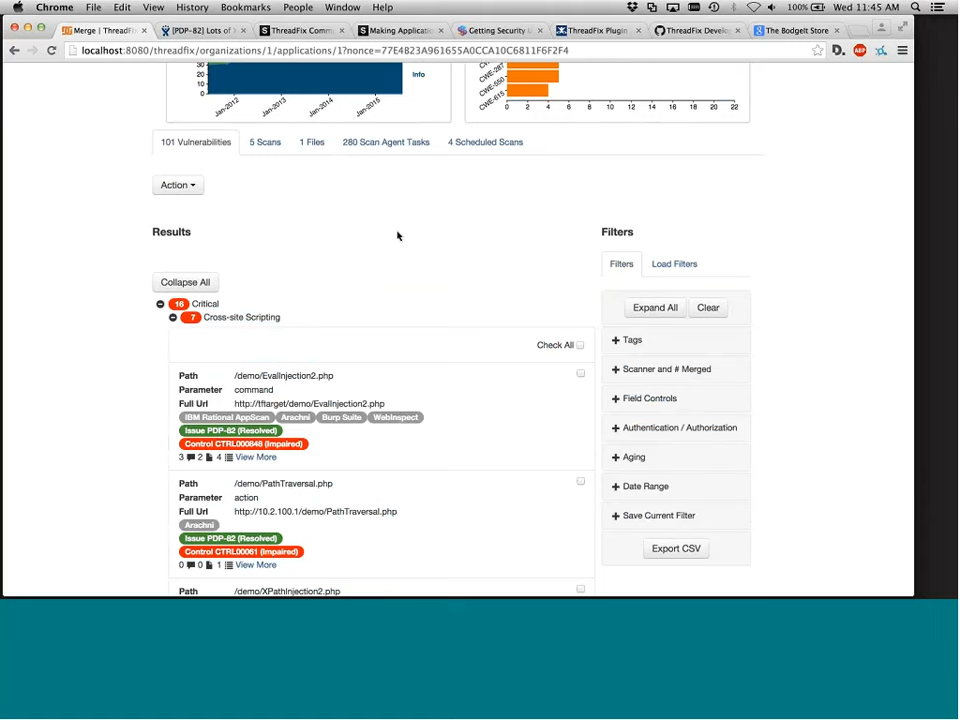 Chrome File Edit View History Bookmarks People Window Help 100% Wed 11:45 AM
Merge | ThreadFix [PDP-82] Lots of ThreadFix Comm Making Applicatio Getting Security ThreadFix Plugin ThreadFix Develo The BodgeIt Store
localhost:8080/threadfix/organizations/1/applications/1?nonce=77E4B23A961655A0CCA10C6811F6F2F4
30
20
10
0
Jan-2012 Jan-2013 Jan-2014 Jan-2015
Info
CWE-287
CWE-550
CWE-615
0 2 4 6 8 10 12 14 16 18 20 22
101 Vulnerabilities 5 Scans 1 Files 280 Scan Agent Tasks 4 Scheduled Scans
Action
Results
Filters
Filters Load Filters
Collapse All
Expand All Clear
16 Critical
7 Cross-site Scripting
Check All
Path /demo/EvalInjection2.php
Parameter command
Full Url http://tftarget/demo/EvalInjection2.php
IBM Rational AppScan Arachni Burp Suite WebInspect
Issue PDP-82 (Resolved)
Control CTRL000648 (Impaired)
3 2 4 View More
Path /demo/PathTraversal.php
Parameter action
Full Url http://10.2.100.1/demo/PathTraversal.php
Arachni
Issue PDP-82 (Resolved)
Control CTRL00061 (Impaired)
0 0 1 View More
Path /demo/XPathInjection2.php
Tags
Scanner and # Merged
Field Controls
Authentication / Authorization
Aging
Date Range
Save Current Filter
Export CSV